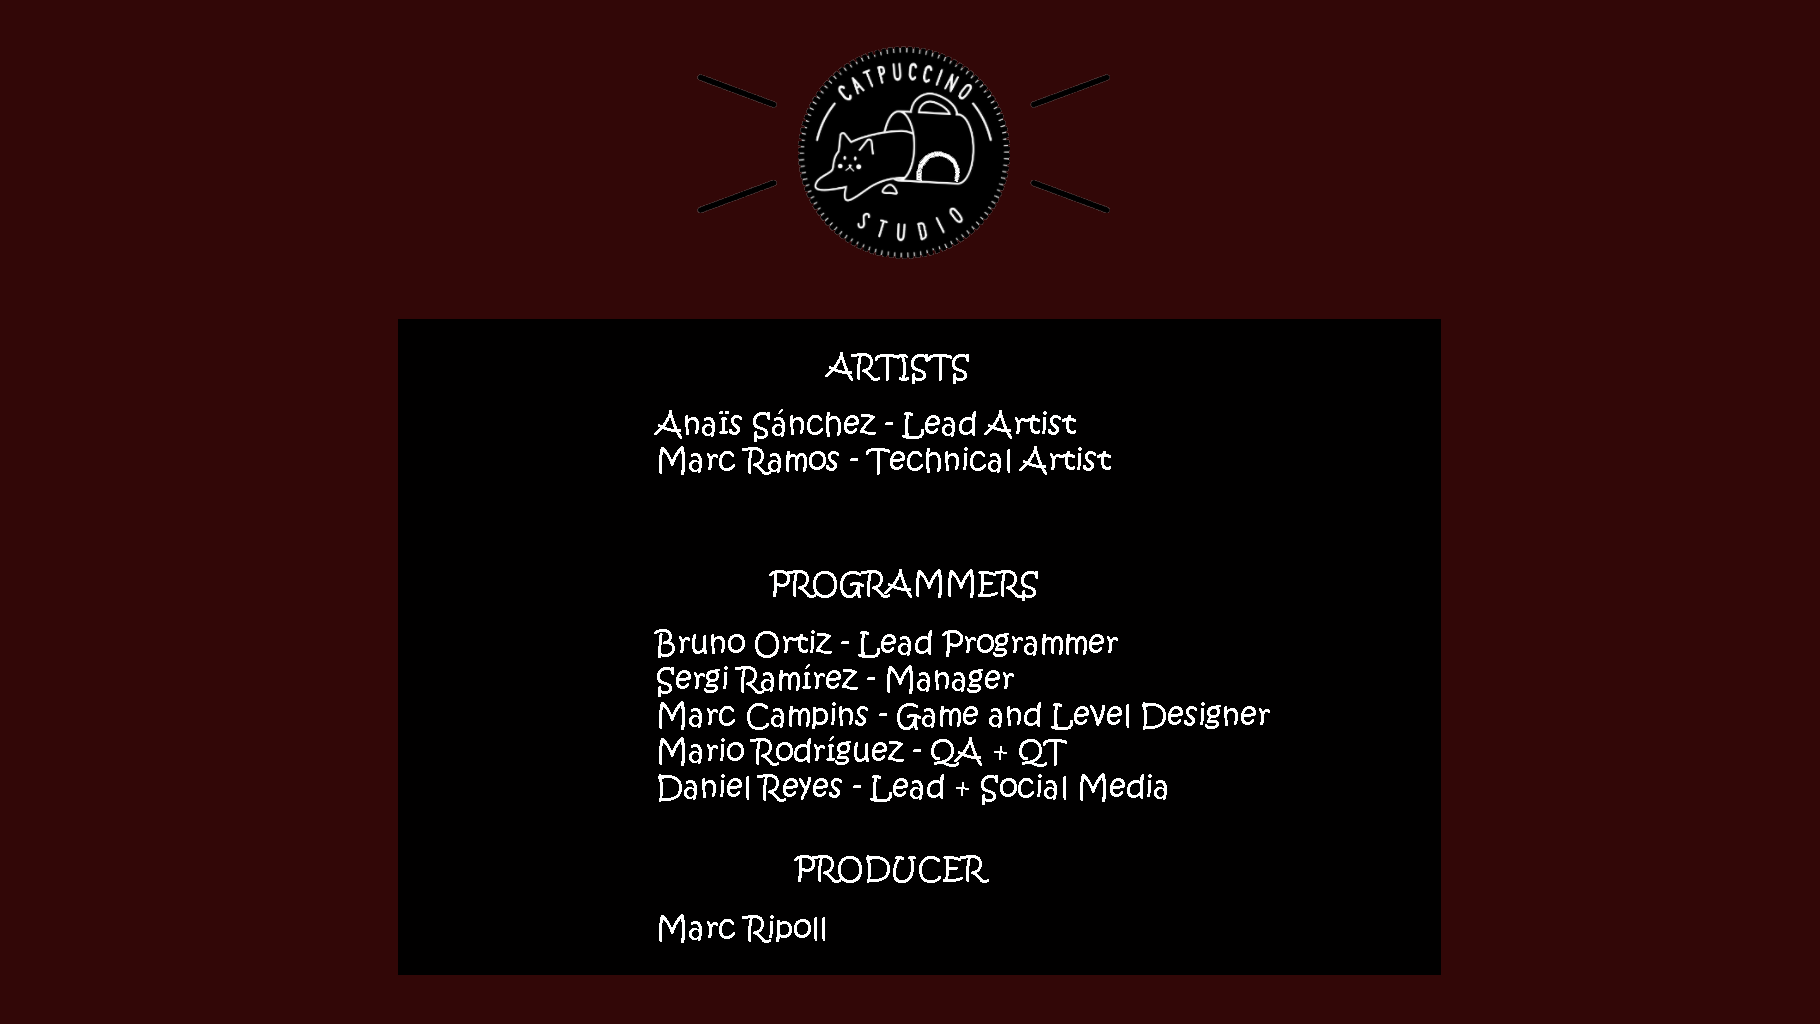 CATPUCCINO
STUDIO
ARTISTS
Anaïs Sánchez - Lead Artist
Marc Ramos - Technical Artist
PROGRAMMERS
Bruno Ortiz - Lead Programmer
Sergi Ramírez - Manager
Marc Campins - Game and Level Designer
Mario Rodríguez - QA + QT
Daniel Reyes - Lead + Social Media
PRODUCER
Marc Ripoll